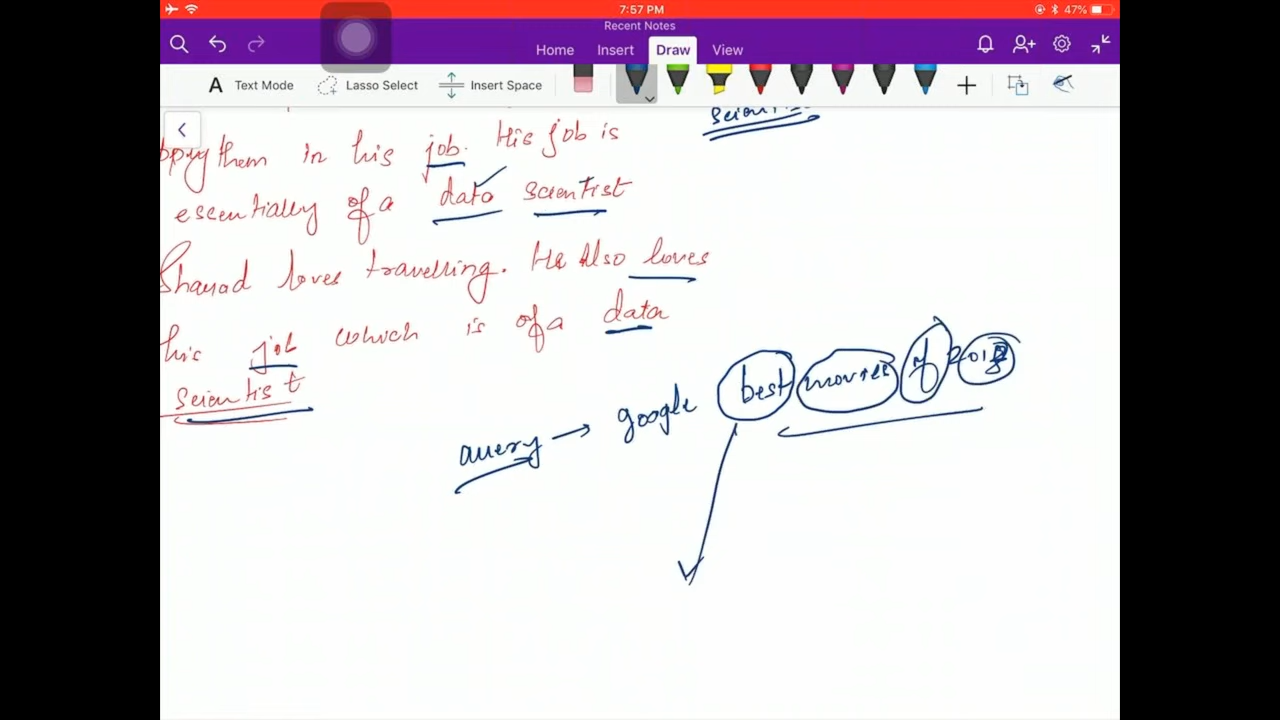 7:57 PM
47%
Recent Notes
Home Insert Draw View
Text Mode Lasso Select Insert Space
them in his job. His job is
essentially of a data scientist
Sharad loves travelling. He Also loves
his job which is of a data
scientist
query → google best movies of